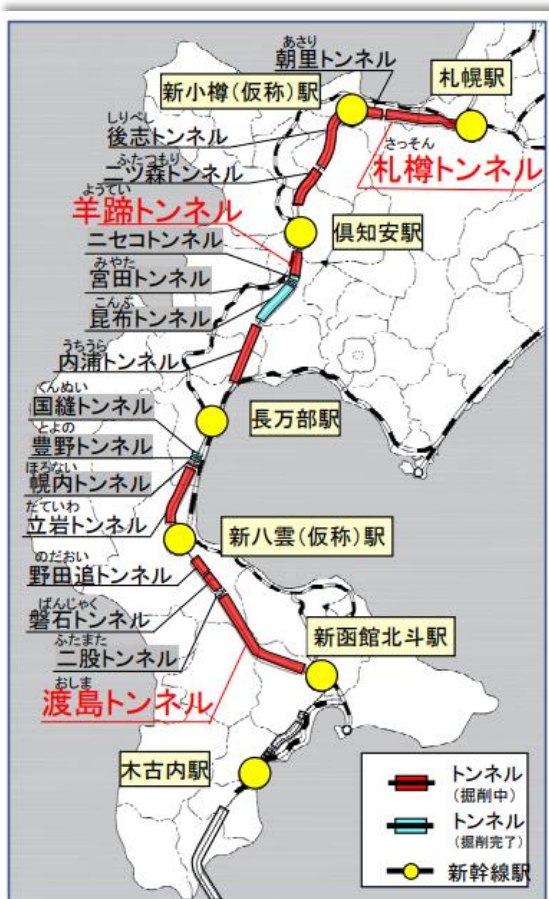 あさり
朝里トンネル
札幌駅
新小樽(仮称)駅
しりべし
後志トンネル
さっそん
札樽トンネル
ふたつもり
二ツ森トンネル
ようてい
羊蹄トンネル
倶知安駅
ニセコトンネル
みやた
宮田トンネル
こんぶ
昆布トンネル
うちうら
内浦トンネル
くんぬい
国縫トンネル
長万部駅
とよの
豊野トンネル
ほろない
幌内トンネル
たていわ
立岩トンネル
新八雲(仮称)駅
のだおい
野田追トンネル
ばんじゃく
磐石トンネル
ふたまた
二股トンネル
新函館北斗駅
おしま
渡島トンネル
木古内駅
トンネル
(掘削中)
トンネル
(掘削完了)
新幹線駅